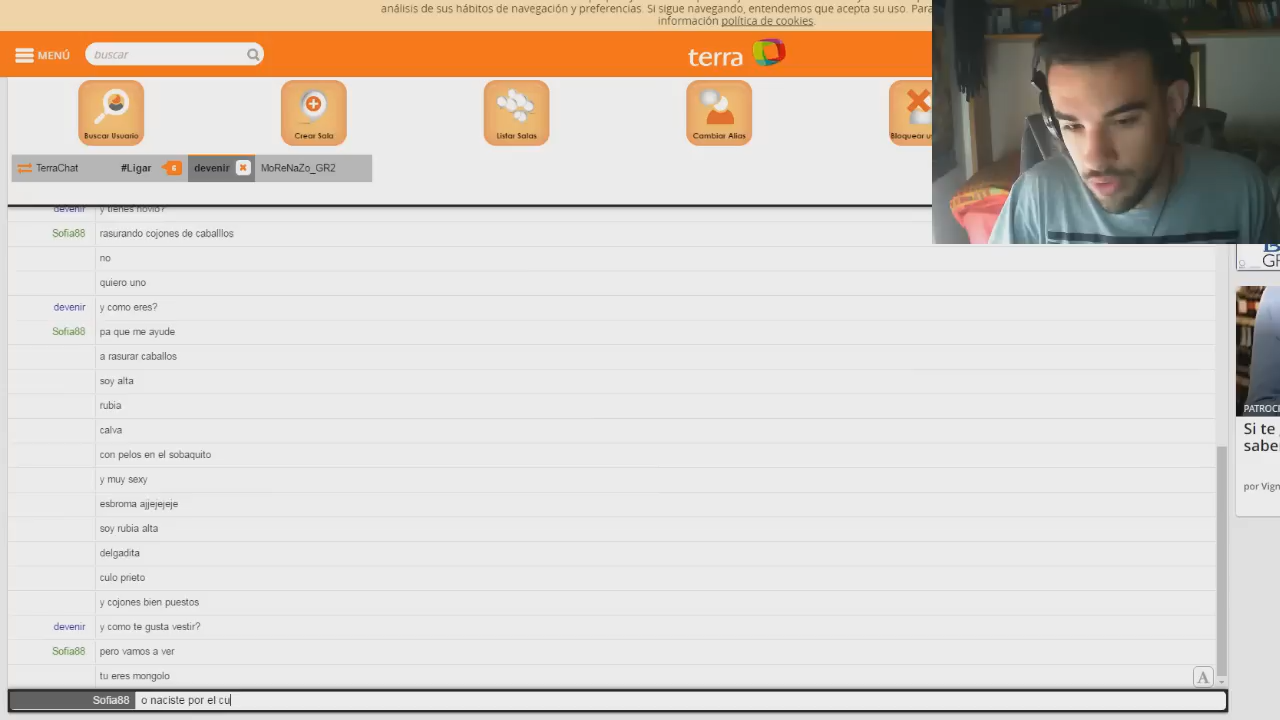 análisis de sus hábitos de navegación y preferencias. Si sigue navegando, entendemos que acepta su uso. Para
información política de cookies.
MENÚ
buscar
terra
Buscar Usuario
Crear Sala
Listar Salas
Cambiar Alias
Bloquear u
TerraChat
#Ligar
6
devenir
MoReNaZo_GR2
devenir y tienes novio?
Sofia88 rasurando cojones de caballlos
no
quiero uno
devenir y como eres?
Sofia88 pa que me ayude
a rasurar caballos
soy alta
rubia
calva
con pelos en el sobaquito
y muy sexy
esbroma ajjejejeje
soy rubia alta
delgadita
culo prieto
y cojones bien puestos
devenir y como te gusta vestir?
Sofia88 pero vamos a ver
tu eres mongolo
A
Sofia88 o naciste por el cu
PATROCI
Si te
sabe
por Vign